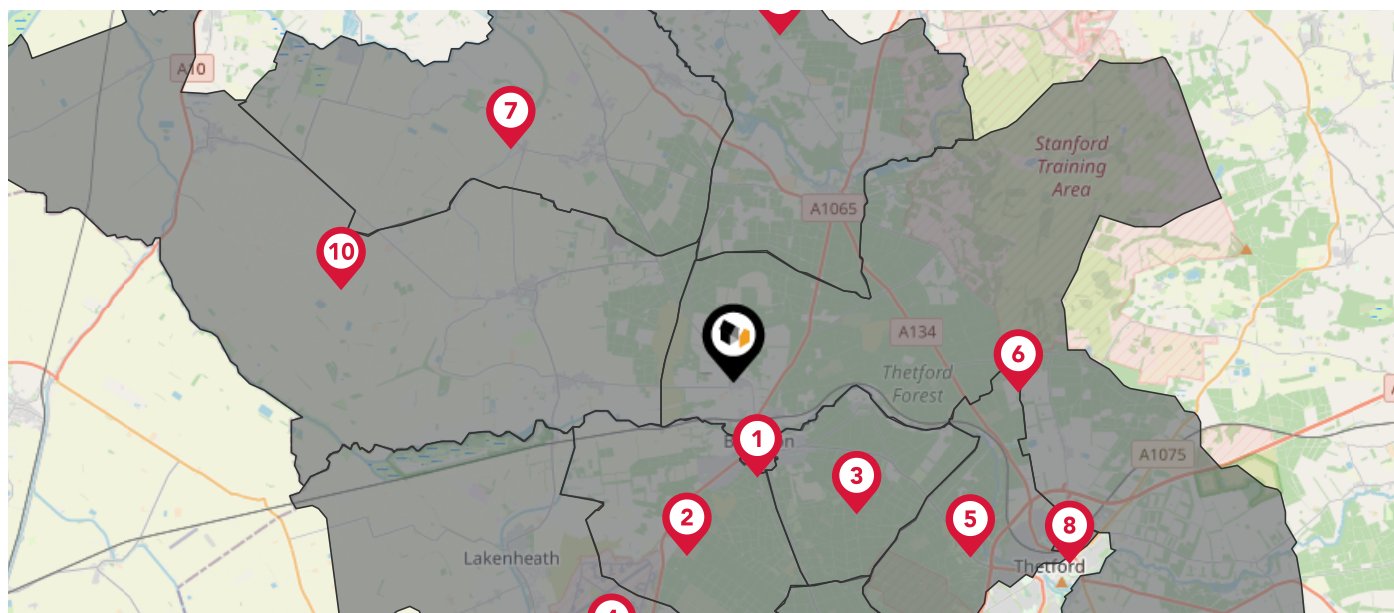 A10
7
Stanford
Training
Area
A1065
10
A134
6
Thetford
Forest
1
3
A1075
2
5
8
Lakenheath
Thetford